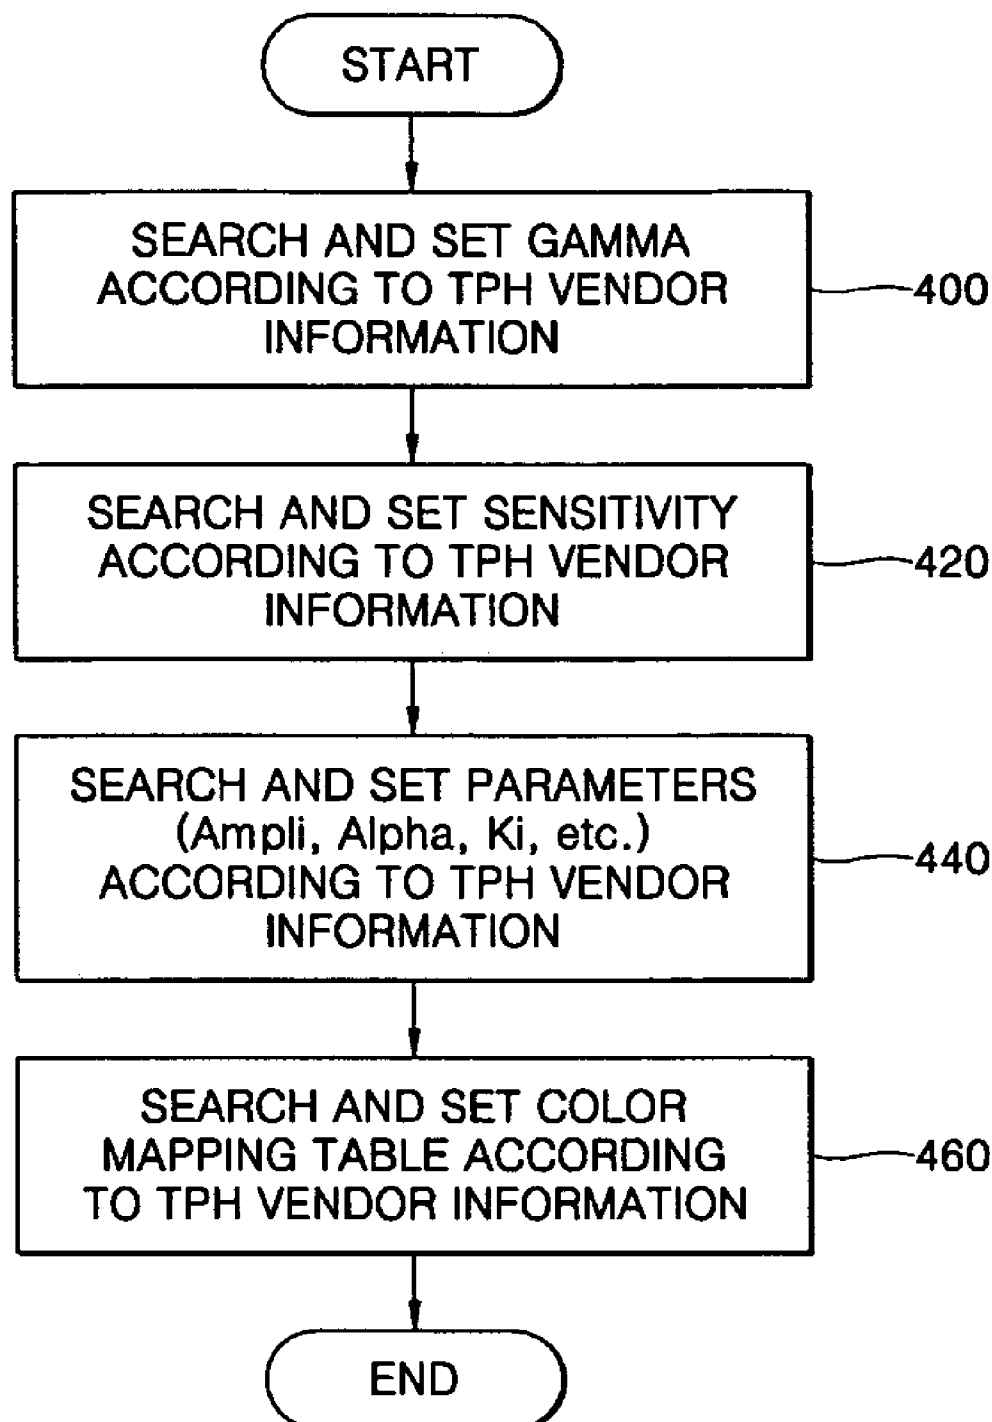 START
SEARCH AND SET GAMMA
ACCORDING TO TPH VENDOR
INFORMATION
400
SEARCH AND SET SENSITIVITY
ACCORDING TO TPH VENDOR
INFORMATION
420
SEARCH AND SET PARAMETERS
(Ampli, Alpha, Ki, etc.)
ACCORDING TO TPH VENDOR
INFORMATION
440
SEARCH AND SET COLOR
MAPPING TABLE ACCORDING
TO TPH VENDOR INFORMATION
460
END